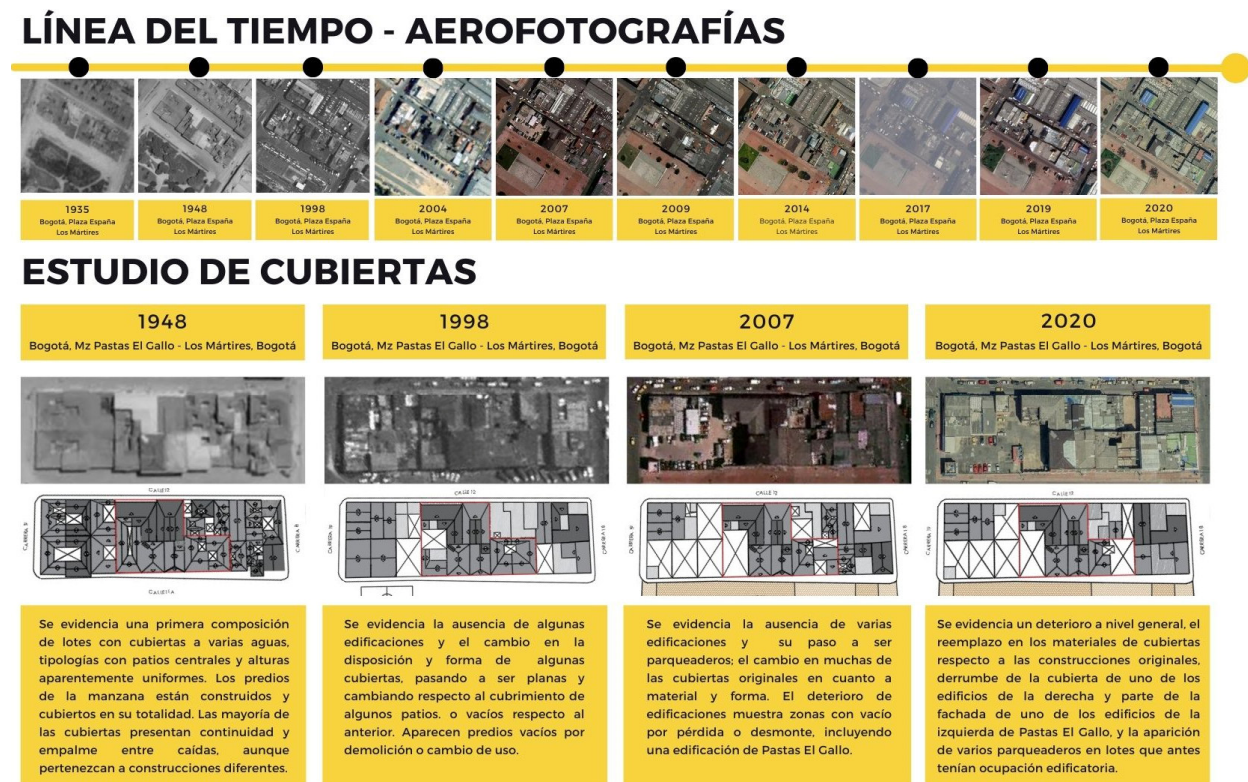 LÍNEA DEL TIEMPO - AEROFOTOGRAFÍAS
1935
Bogotá, Plaza España
Los Mártires
1948
Bogotá, Plaza España
Los Mártires
1998
Bogotá, Plaza España
Los Mártires
2004
Bogotá, Plaza España
Los Mártires
2007
Bogotá, Plaza España
Los Mártires
2009
Bogotá, Plaza España
Los Mártires
2014
Bogotá, Plaza España
Los Mártires
2017
Bogotá, Plaza España
Los Mártires
2019
Bogotá, Plaza España
Los Mártires
2020
Bogotá, Plaza España
Los Mártires
ESTUDIO DE CUBIERTAS
1948
Bogotá, Mz Pastas El Gallo - Los Mártires, Bogotá
1998
Bogotá, Mz Pastas El Gallo - Los Mártires, Bogotá
2007
Bogotá, Mz Pastas El Gallo - Los Mártires, Bogotá
2020
Bogotá, Mz Pastas El Gallo - Los Mártires, Bogotá
Se evidencia una primera composición
de lotes con cubiertas a varias aguas,
tipologías con patios centrales y alturas
aparentemente uniformes. Los predios
de la manzana están construidos y
cubiertos en su totalidad. Las mayoría de
las cubiertas presentan continuidad y
empalme entre caídas, aunque
pertenezcan a construcciones diferentes.
Se evidencia la ausencia de algunas
edificaciones y el cambio en la
disposición y forma de algunas
cubiertas, pasando a ser planas y
cambiando respecto al cubrimiento de
algunos patios. o vacíos respecto al
anterior. Aparecen predios vacíos por
demolición o cambio de uso.
Se evidencia la ausencia de varias
edificaciones y su paso a ser
parqueaderos; el cambio en muchas de
las cubiertas originales en cuanto a
material y forma. El deterioro de
edificaciones muestra zonas con vacío
por pérdida o desmonte, incluyendo
una edificación de Pastas El Gallo.
Se evidencia un deterioro a nivel general, el
reemplazo en los materiales de cubiertas
respecto a las construcciones originales,
derrumbe de la cubierta de uno de los
edificios de la derecha y parte de la
fachada de uno de los edificios de la
izquierda de Pastas El Gallo, y la aparición
de varios parqueaderos en lotes que antes
tenían ocupación edificatoria.